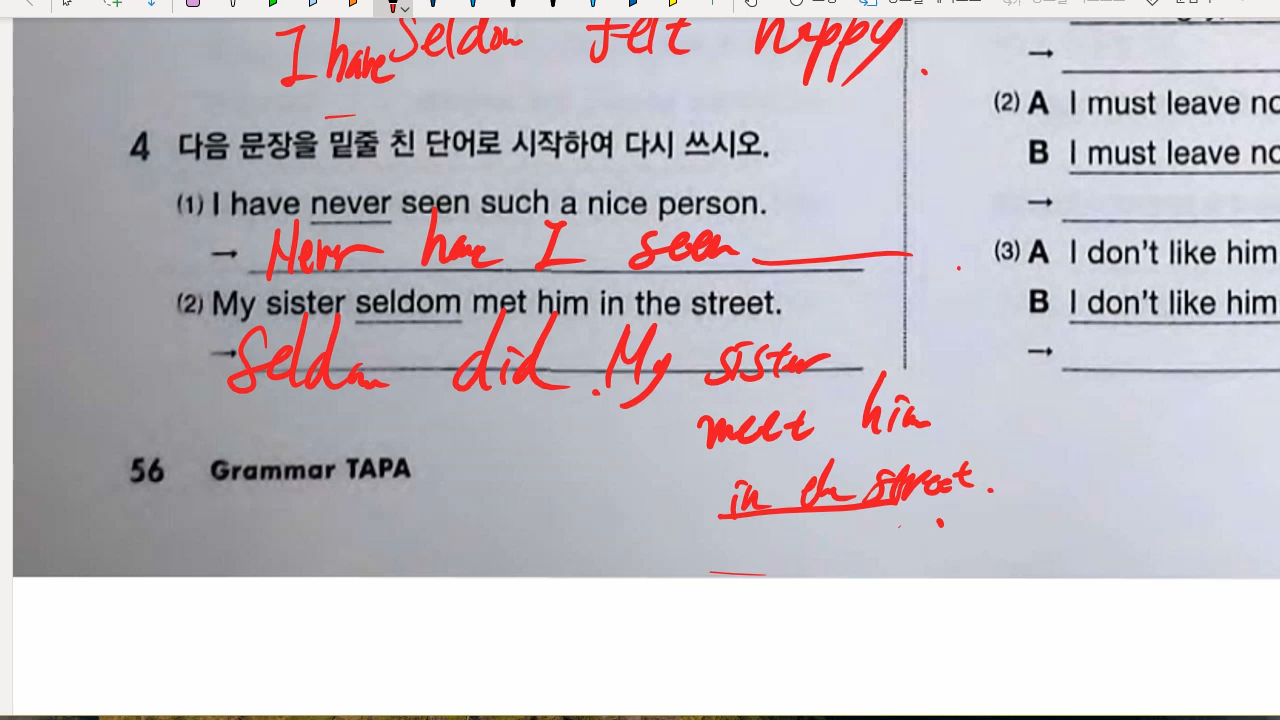 I have seldom felt happy.
4 다음 문장을 밑줄 친 단어로 시작하여 다시 쓰시오.
(1) I have never seen such a nice person.
→ Never have I seen
(2) My sister seldom met him in the street.
→ Seldom did My sister
meet him
in the street.
56 Grammar TAPA
→
(2) A I must leave no
B I must leave no
→
(3) A I don't like him
B I don't like him
→